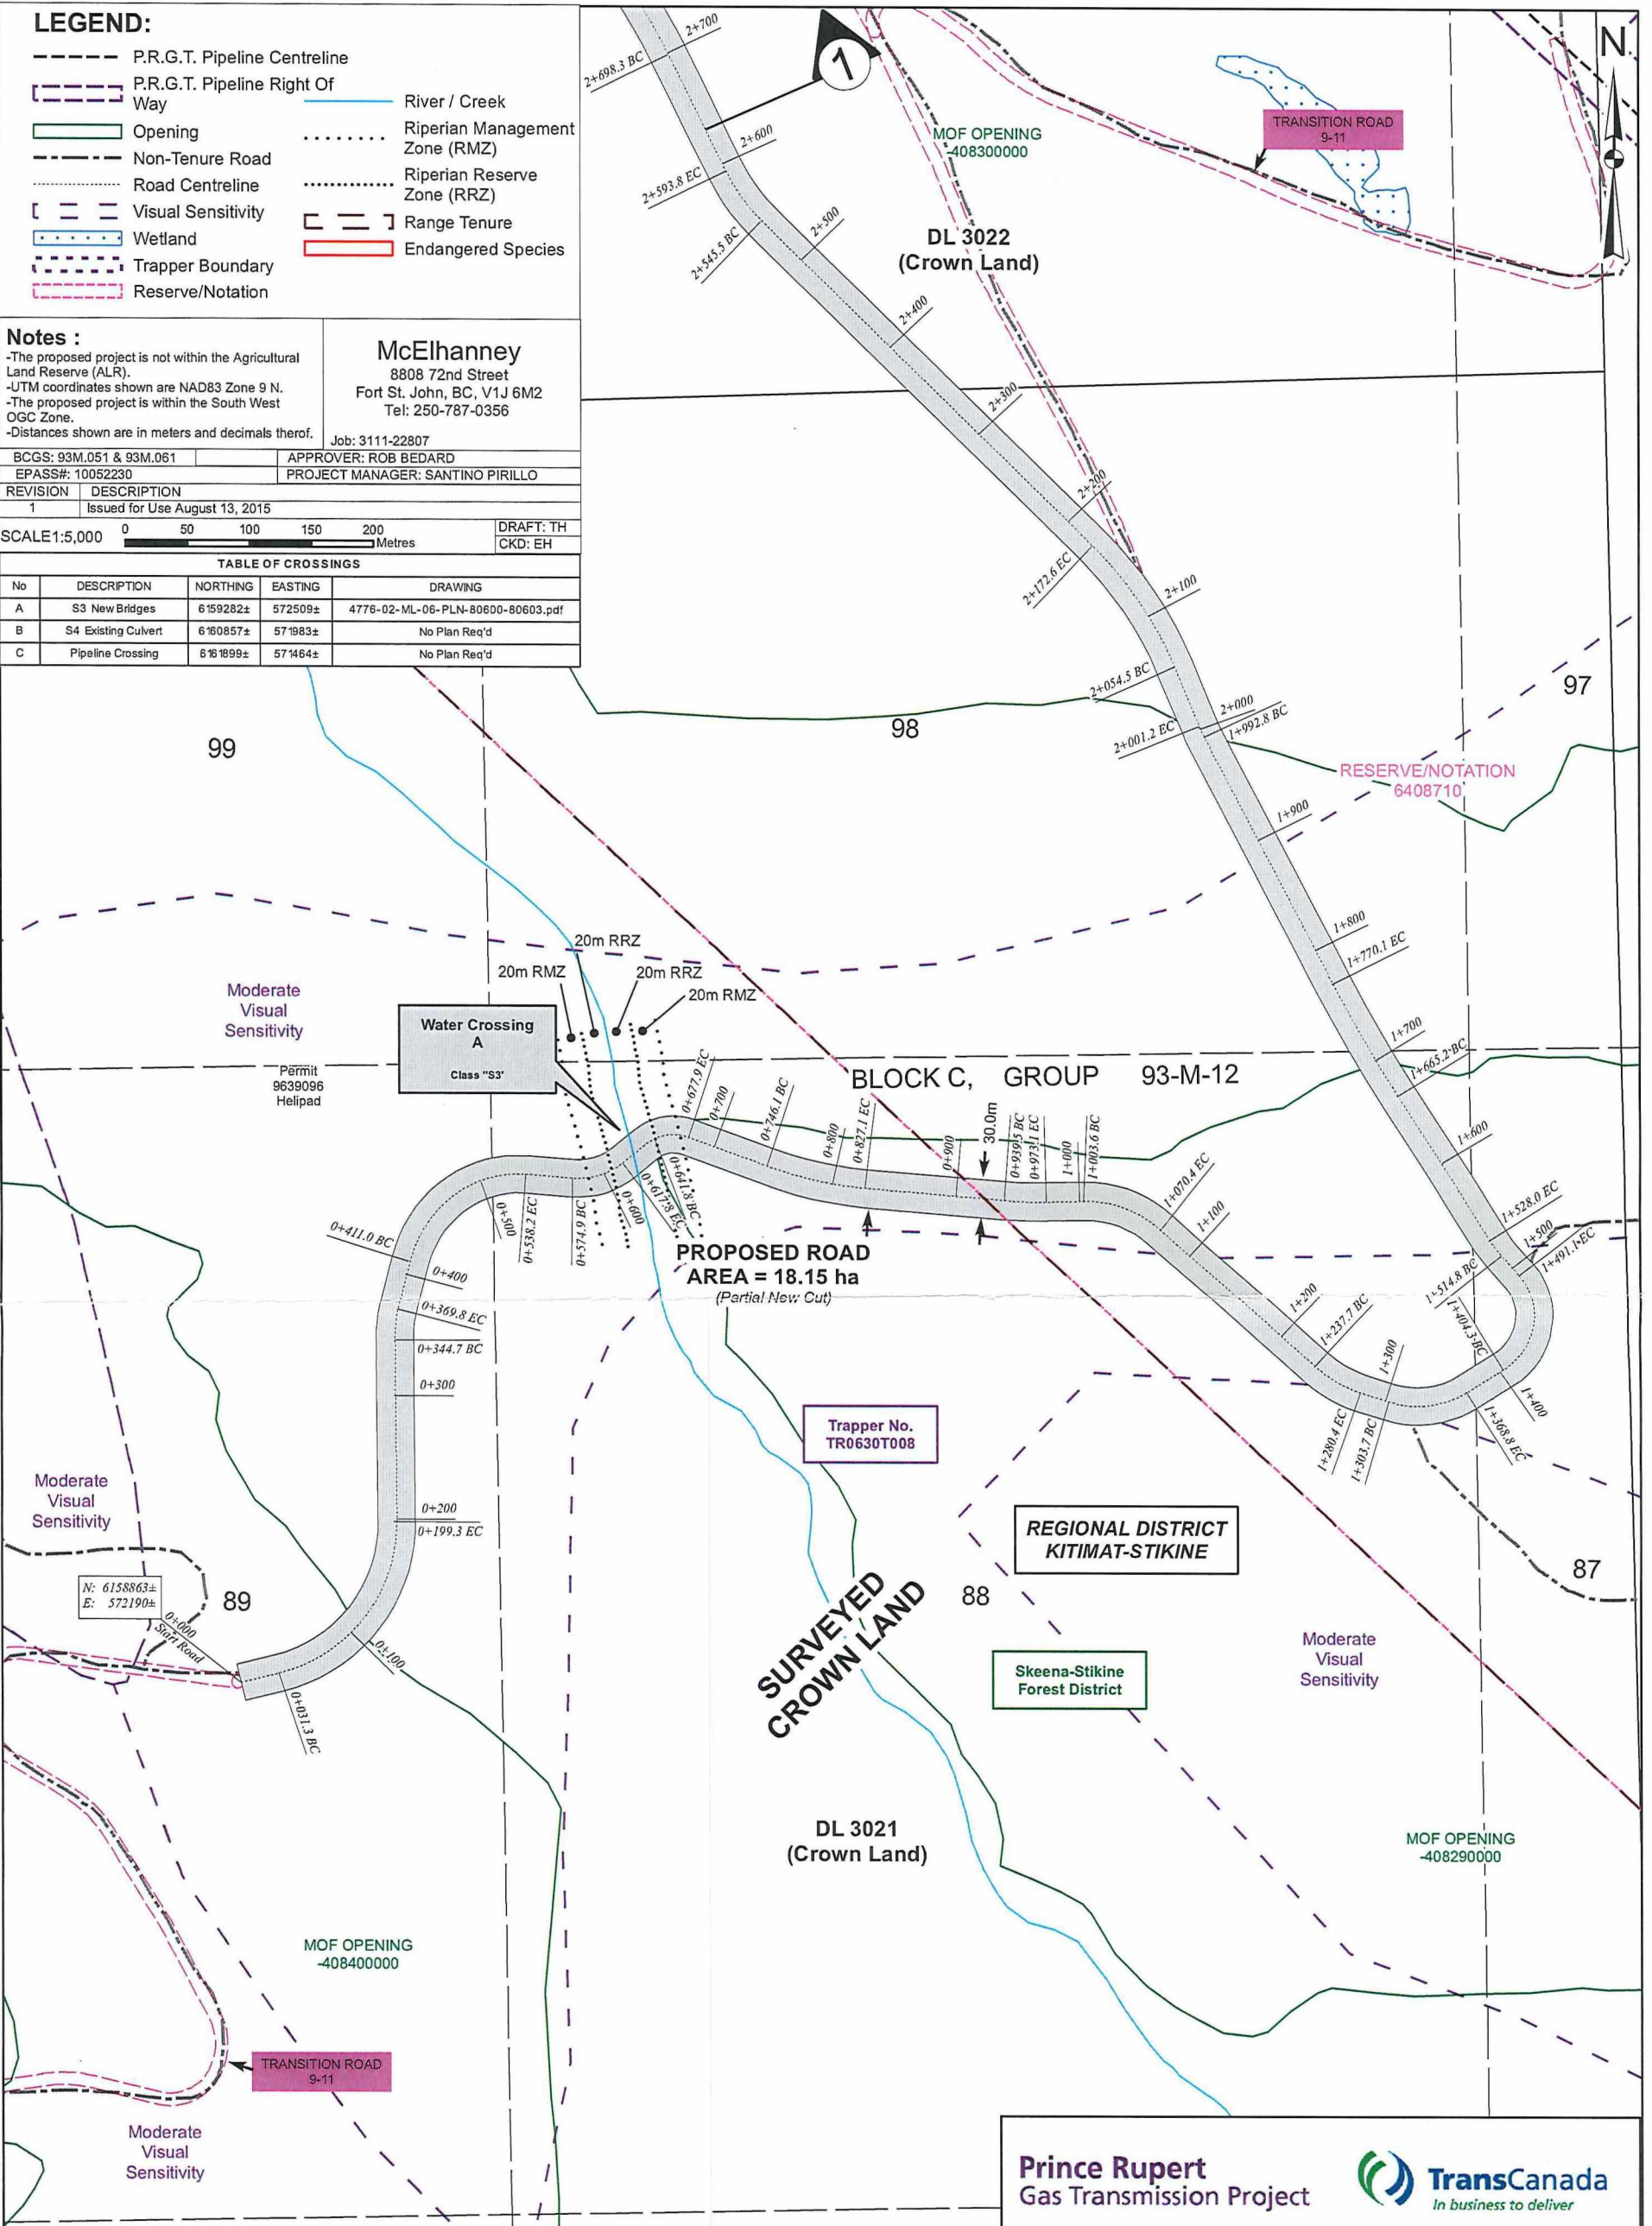 LEGEND:
P.R.G.T. Pipeline Centreline
P.R.G.T. Pipeline Right Of
Way
Opening
Non-Tenure Road
Road Centreline
Visual Sensitivity
Wetland
Trapper Boundary
Reserve/Notation
River / Creek
Riperian Management
Zone (RMZ)
Riperian Reserve
Zone (RRZ)
Range Tenure
Endangered Species
Notes :
-The proposed project is not within the Agricultural
Land Reserve (ALR).
-UTM coordinates shown are NAD83 Zone 9 N.
-The proposed project is within the South West
OGC Zone.
-Distances shown are in meters and decimals therof.
McElhanney
8808 72nd Street
Fort St. John, BC, V1J 6M2
Tel: 250-787-0356
Job: 3111-22807
BCGS: 93M.051 & 93M.061
APPROVER: ROB BEDARD
EPASS#: 10052230
PROJECT MANAGER: SANTINO PIRILLO
REVISION DESCRIPTION
1 Issued for Use August 13, 2015
SCALE1:5,000 0 50 100 150 200
Metres
DRAFT: TH
CKD: EH
TABLE OF CROSSINGS
No DESCRIPTION NORTHING EASTING DRAWING
A S3 New Bridges 6159282± 572509± 4776-02-ML-06-PLN-80600-80603.pdf
B S4 Existing Culvert 6160857± 571983± No Plan Req'd
C Pipeline Crossing 6161899± 571464± No Plan Req'd
N
1
2+700
2+698.3 BC
2+600
2+593.8 EC
2+545.5 BC
2+500
2+400
2+300
2+200
2+172.6 EC
2+100
2+054.5 BC
2+000
2+001.2 EC
1+992.8 BC
1+900
1+800
1+770.1 EC
1+700
1+665.2 BC
1+600
1+528.0 EC
1+500
1+491.1 EC
1+514.8 BC
1+404.3 BC
1+400
1+368.8 EC
1+300
1+303.7 BC
1+280.4 EC
1+237.7 BC
1+200
1+100
1+070.4 EC
1+003.6 BC
1+000
0+973.1 EC
0+939.5 BC
30.0m
0+900
0+827.1 EC
0+800
0+746.1 BC
0+700
0+677.9 EC
0+641.8 BC
0+617.8 EC
0+600
0+574.9 BC
0+538.2 EC
0+500
0+411.0 BC
0+400
0+369.8 EC
0+344.7 BC
0+300
0+200
0+199.3 EC
0+100
0+031.3 BC
0+000
Start Road
N: 6158863±
E: 572190±
MOF OPENING
-408300000
TRANSITION ROAD
9-11
DL 3022
(Crown Land)
97
98
99
RESERVE/NOTATION
6408710
20m RRZ
20m RMZ
20m RRZ
20m RMZ
Moderate
Visual
Sensitivity
Water Crossing
A
Class "S3'
Permit
9639096
Helipad
BLOCK C, GROUP 93-M-12
PROPOSED ROAD
AREA = 18.15 ha
(Partial New Cut)
Trapper No.
TR0630T008
REGIONAL DISTRICT
KITIMAT-STIKINE
Moderate
Visual
Sensitivity
89
88
87
SURVEYED
CROWN LAND
Skeena-Stikine
Forest District
Moderate
Visual
Sensitivity
DL 3021
(Crown Land)
MOF OPENING
-408290000
MOF OPENING
-408400000
TRANSITION ROAD
9-11
Moderate
Visual
Sensitivity
Prince Rupert
Gas Transmission Project
TransCanada
In business to deliver